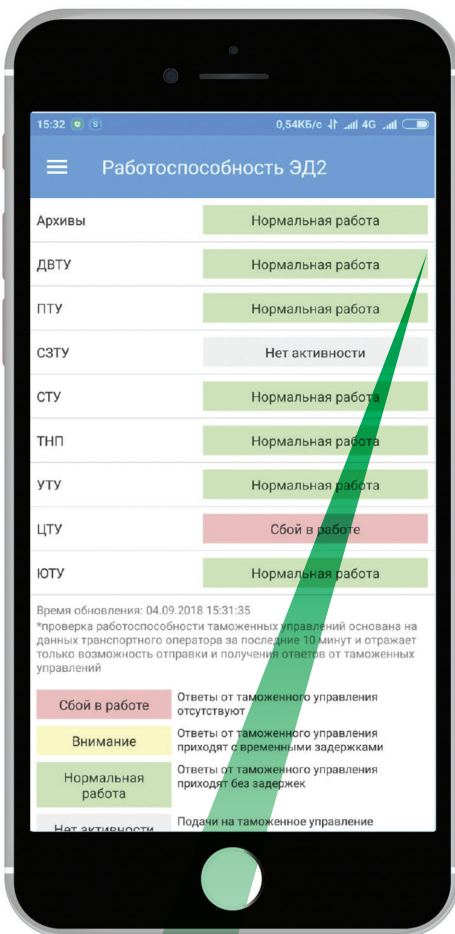 15:32 S 0,54КБ/с 4G
Работоспособность ЭД2
Архивы Нормальная работа
ДВТУ Нормальная работа
ПТУ Нормальная работа
СЗТУ Нет активности
СТУ Нормальная работа
ТНП Нормальная работа
УТУ Нормальная работа
ЦТУ Сбой в работе
ЮТУ Нормальная работа
Время обновления: 04.09.2018 15:31:35
*проверка работоспособности таможенных управлений основана на
данных транспортного оператора за последние 10 минут и отражает
только возможность отправки и получения ответов от таможенных
управлений
Сбой в работе Ответы от таможенного управления
отсутствуют
Внимание Ответы от таможенного управления
приходят с временными задержками
Нормальная
работа Ответы от таможенного управления
приходят без задержек
Нет активности Подачи на таможенное управление